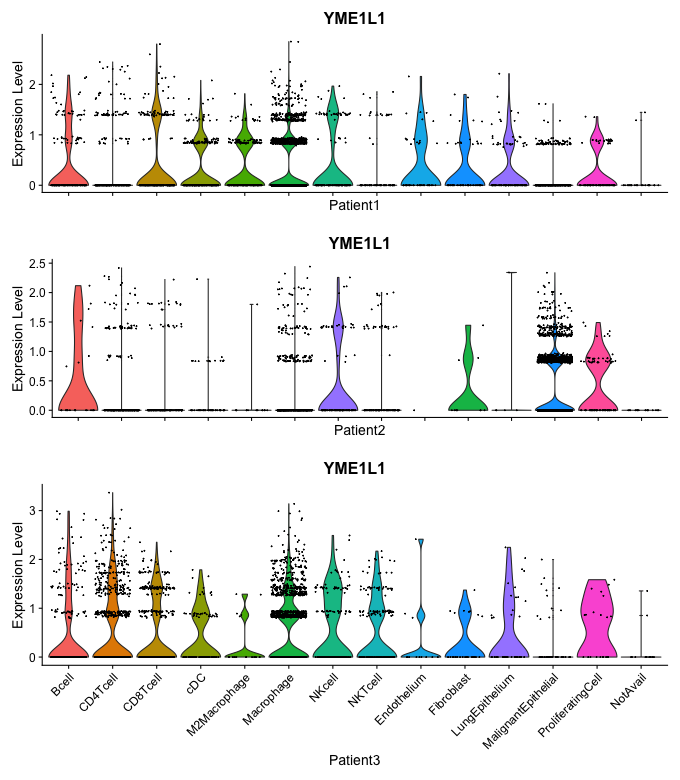 YME1L1
Expression Level
2
1
0
Patient1
YME1L1
Expression Level
2.5
2.0
1.5
1.0
0.5
0.0
Patient2
YME1L1
Expression Level
3
2
1
0
Bcell
CD4Tcell
CD8Tcell
cDC
M2Macrophage
Macrophage
NKcell
NKTcell
Endothelium
Fibroblast
LungEpithelium
MalignantEpithelial
ProliferatingCell
NotAvail
Patient3